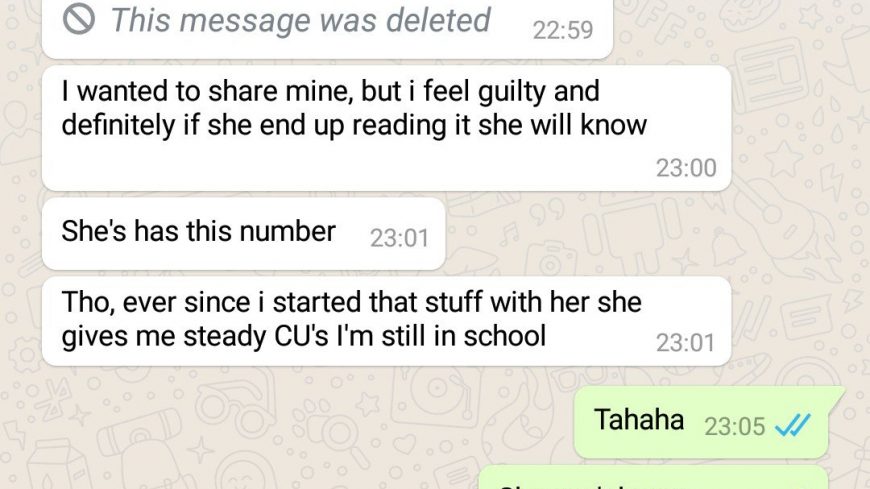 This message was deleted 22:59
I wanted to share mine, but i feel guilty and
definitely if she end up reading it she will know
23:00
She's has this number 23:01
Tho, ever since i started that stuff with her she
gives me steady CU's I'm still in school 23:01
Tahaha 23:05